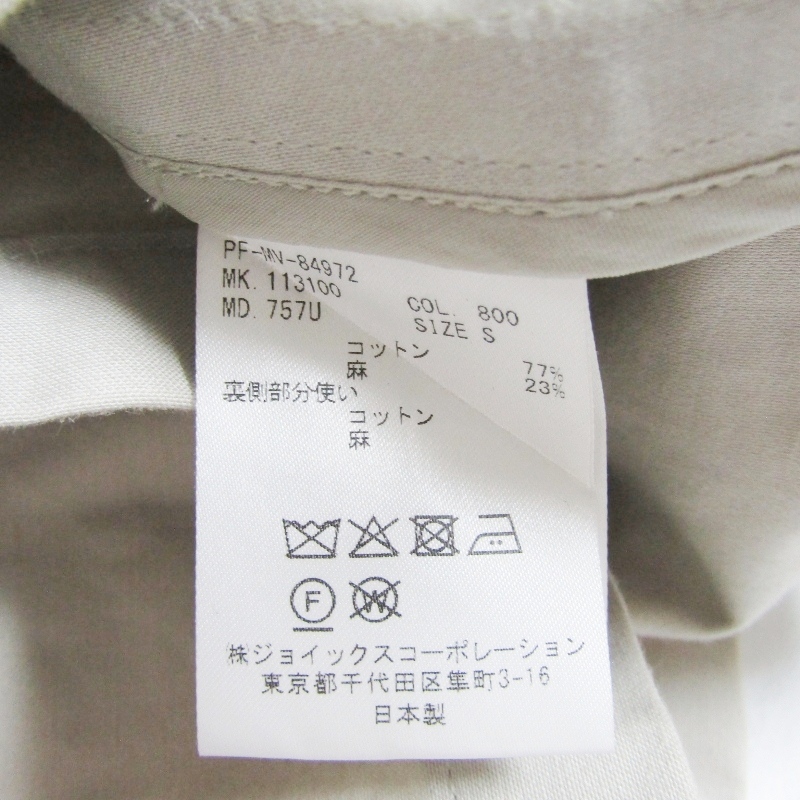 PF-MV-84972
MK. 113100
MD. 757U
COL. 800
SIZE S
コットン 77%
麻 23%
裏側部分使い
コットン
麻
F
W
㈱ジョイックスコーポレーション
東京都千代田区隼町3-16
日本製